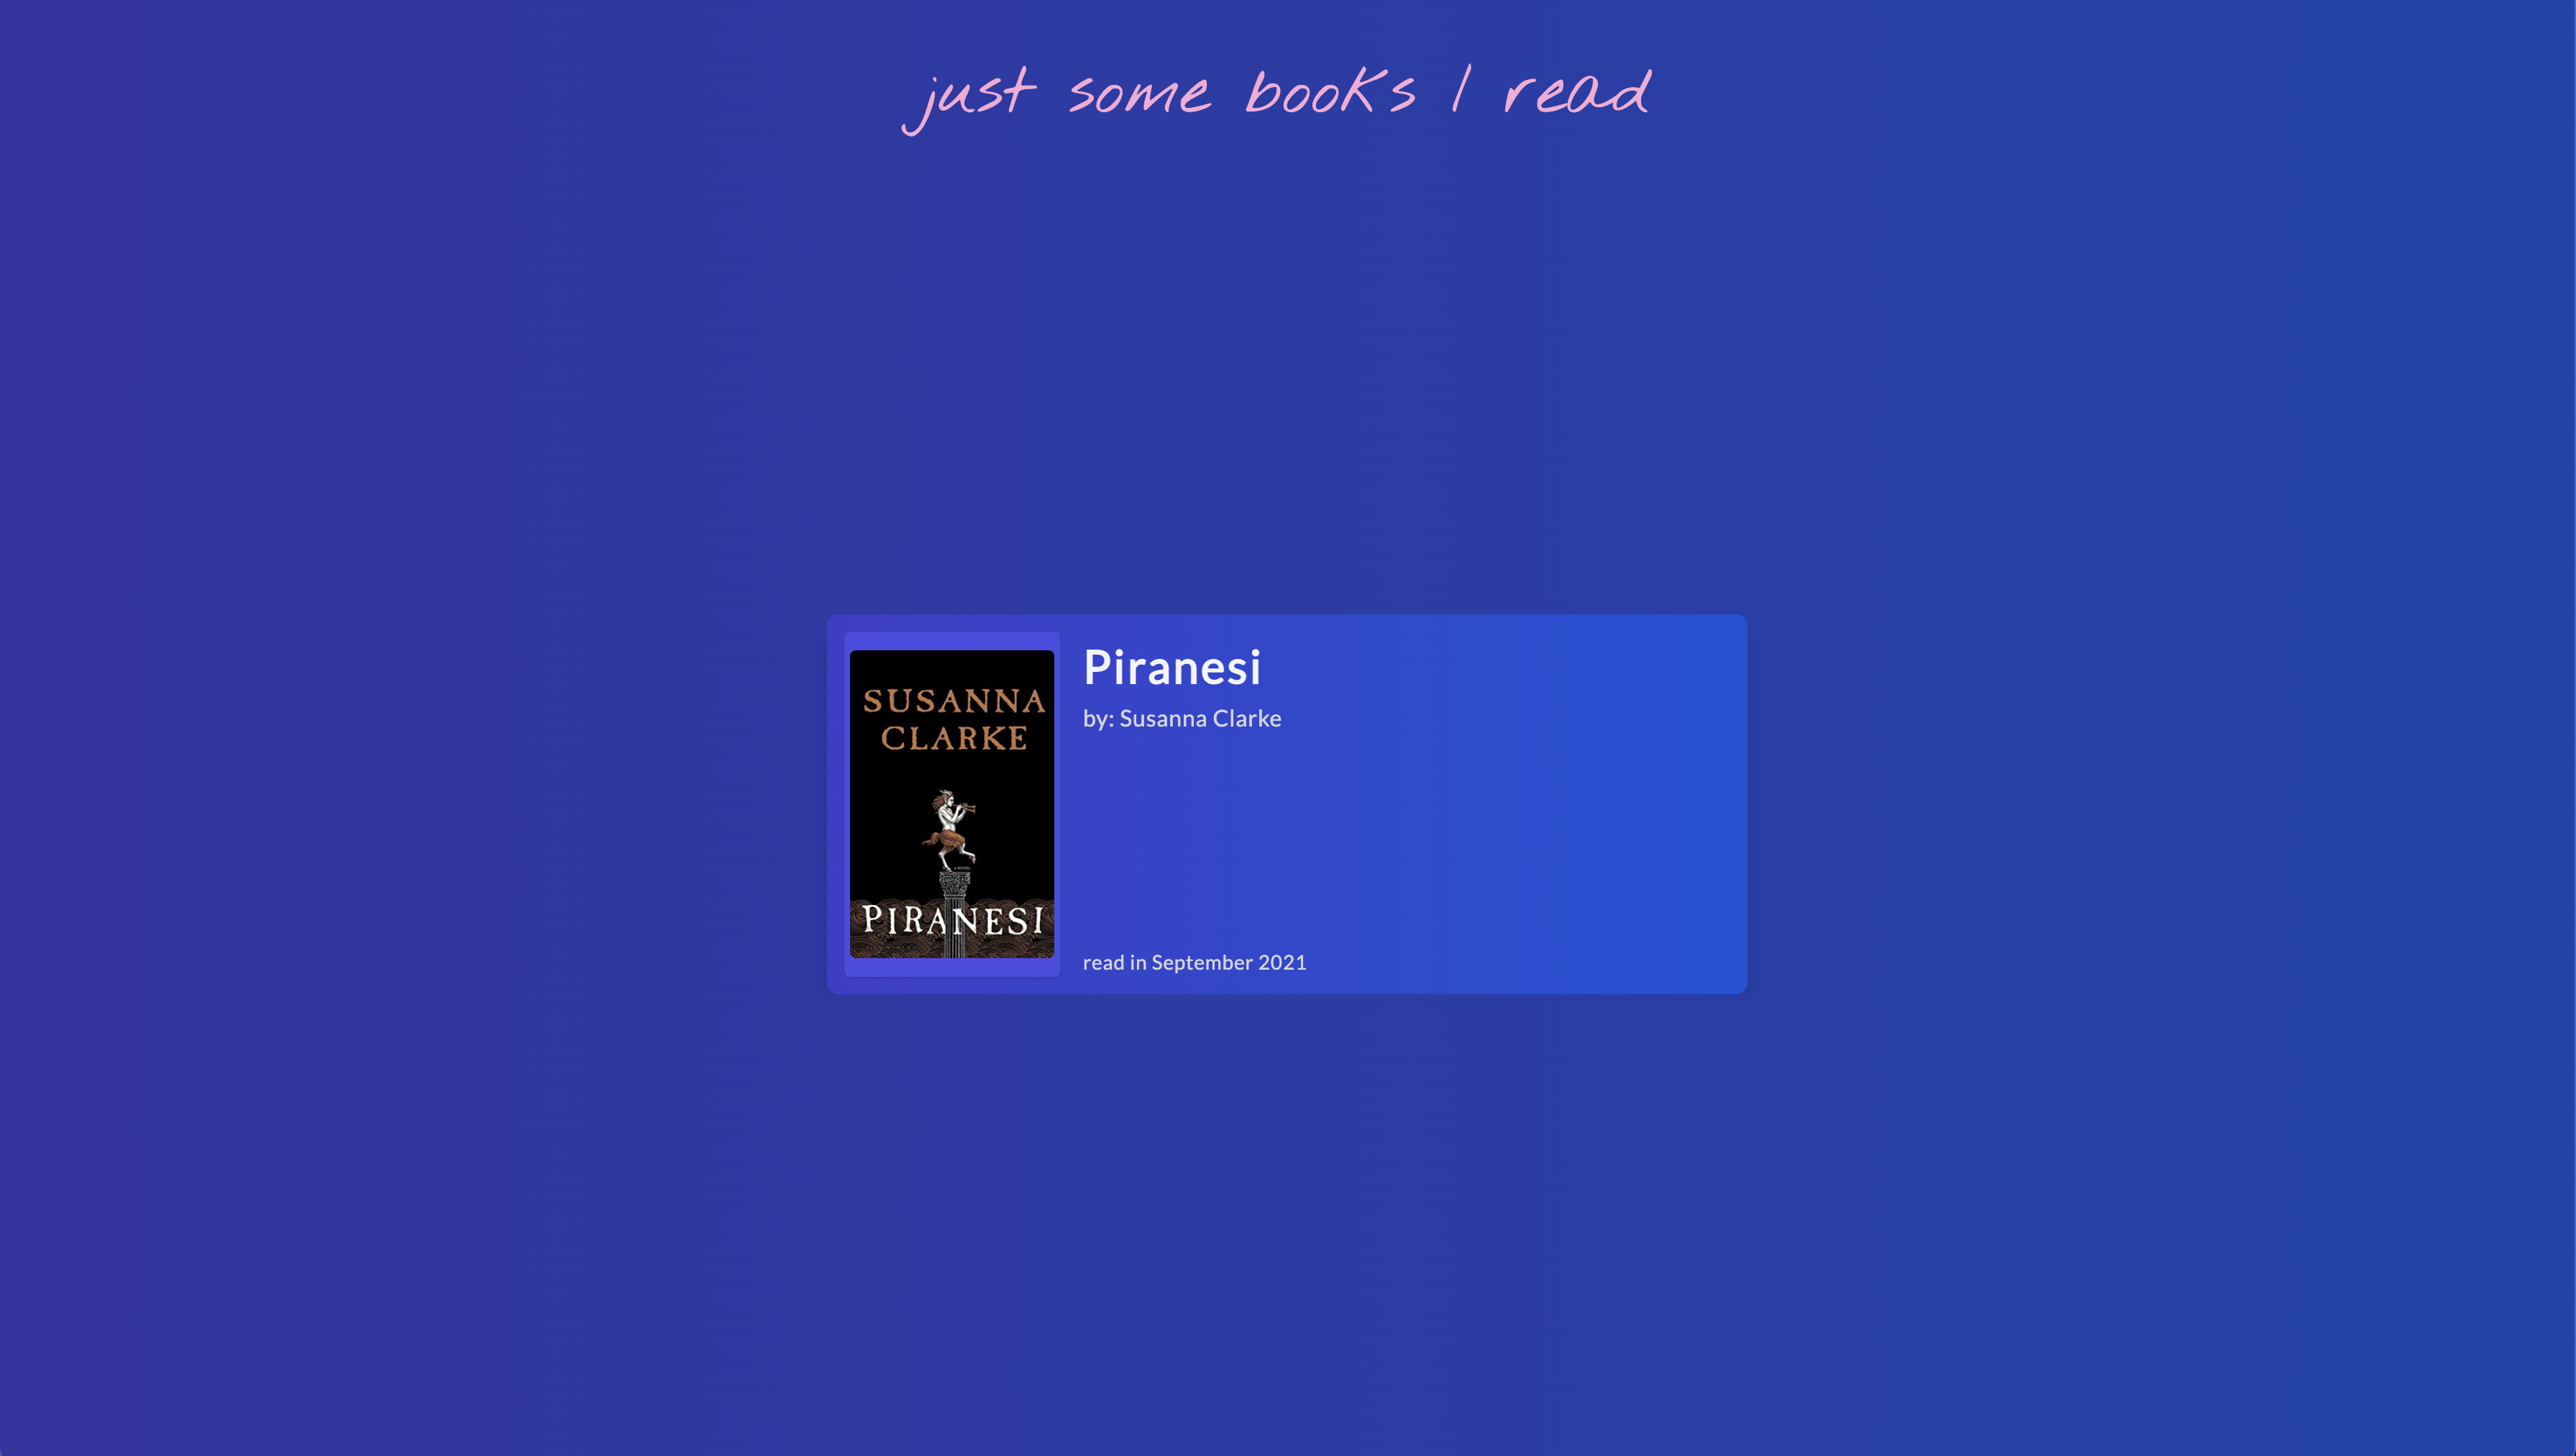 just some books I read
SUSANNA
CLARKE
PIRANESI
Piranesi
by: Susanna Clarke
read in September 2021